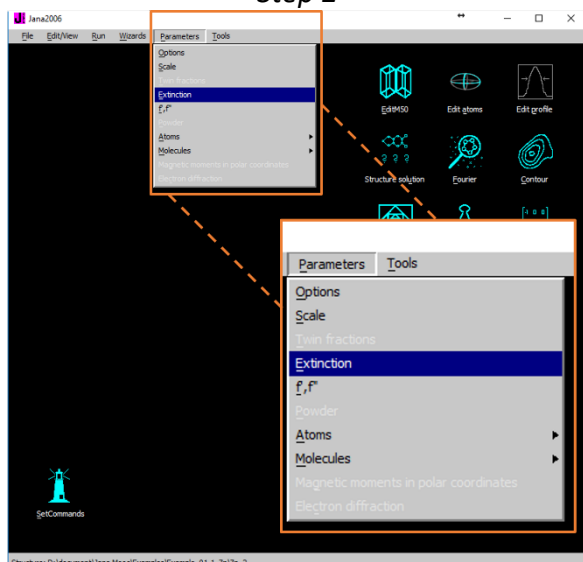 Jana2006
File Edit/View Run Wizards Parameters Tools
Options
Scale
Twin fractions
Extinction
f',f"
Powder
Atoms
Molecules
Magnetic moments in polar coordinates
Electron diffraction
EditM50 Edit atoms Edit profile
? ? ?
Structure solution Fourier Contour
Parameters Tools
Options
Scale
Twin fractions
Extinction
f',f"
Powder
Atoms
Molecules
Magnetic moments in polar coordinates
Electron diffraction
SetCommands